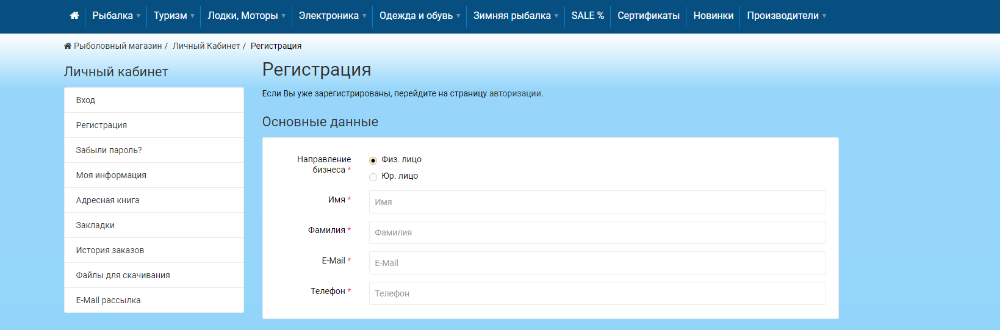 Рыбалка Туризм Лодки, Моторы Электроника Одежда и обувь Зимняя рыбалка SALE % Сертификаты Новинки Производители
Рыболовный магазин / Личный Кабинет / Регистрация
Личный кабинет
Вход
Регистрация
Забыли пароль?
Моя информация
Адресная книга
Закладки
История заказов
Файлы для скачивания
E-Mail рассылка
Регистрация
Если Вы уже зарегистрированы, перейдите на страницу авторизации.
Основные данные
Направление
бизнеса *
Физ. лицо
Юр. лицо
Имя * Имя
Фамилия * Фамилия
E-Mail * E-Mail
Телефон * Телефон